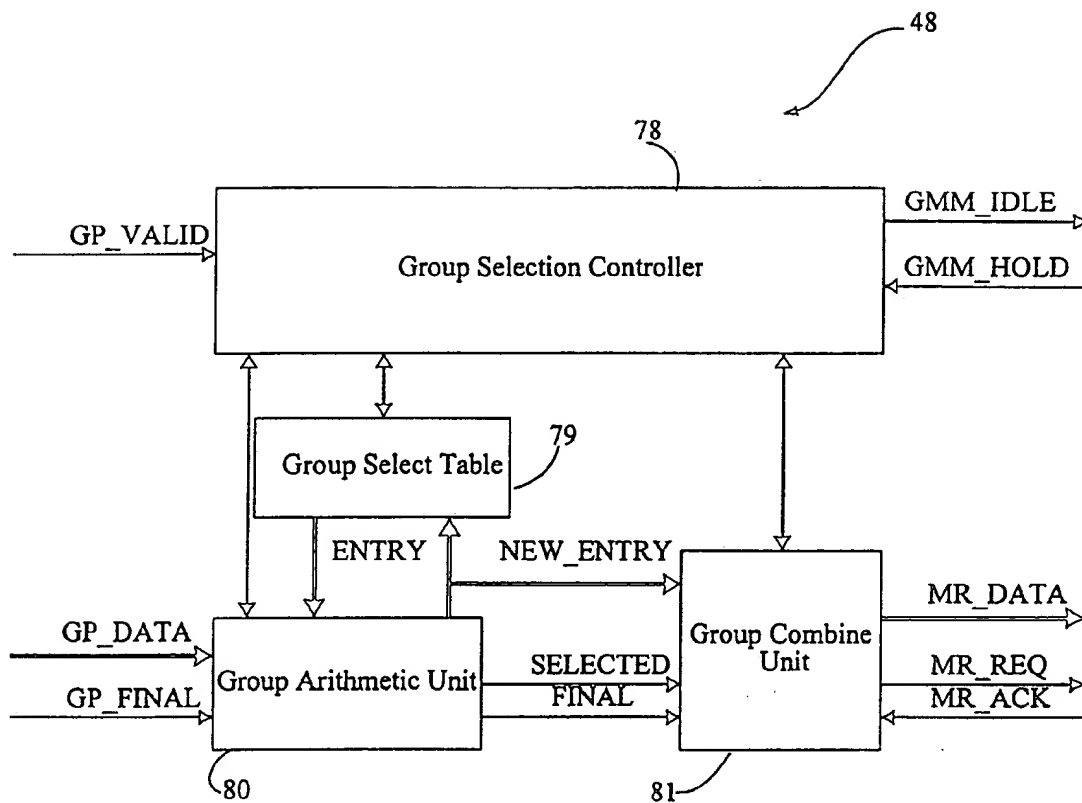 48
78
GMM_IDLE
GP_VALID
Group Selection Controller
GMM_HOLD
79
Group Select Table
ENTRY
NEW_ENTRY
MR_DATA
GP_DATA
Group Combine
Unit
Group Arithmetic Unit
SELECTED
MR_REQ
GP_FINAL
FINAL
MR_ACK
80
81